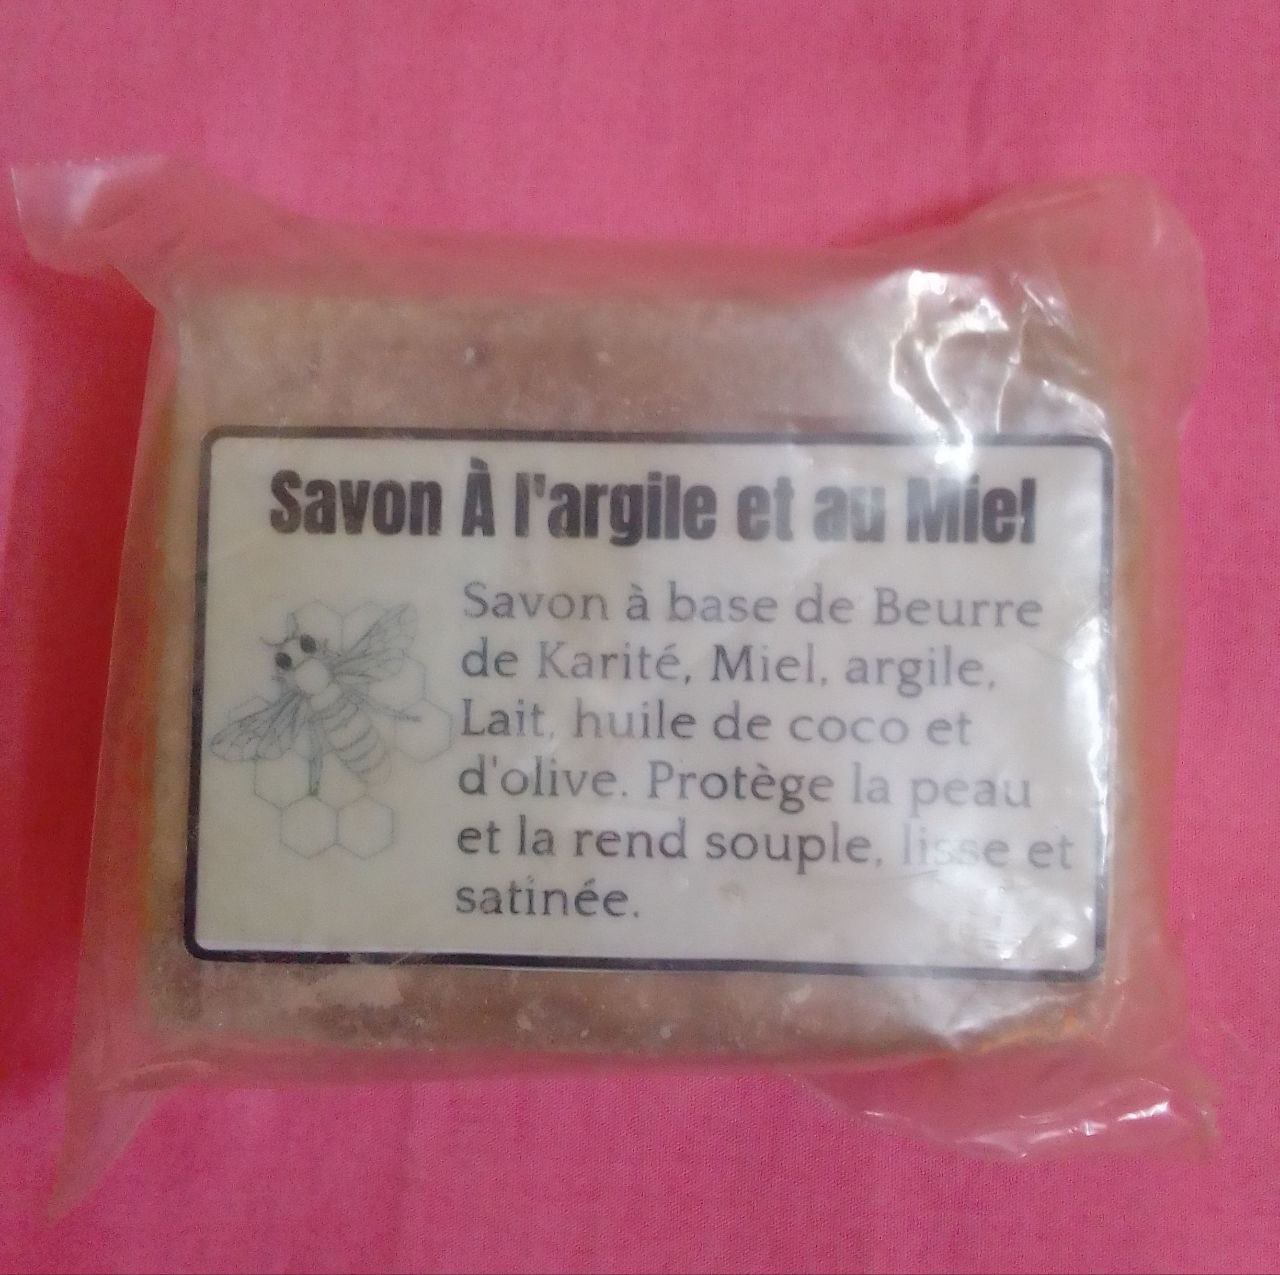 Savon À l'argile et au Miel
Savon à base de Beurre
de Karité, Miel, argile,
Lait, huile de coco et
d'olive. Protège la peau
et la rend souple, lisse et
satinée.